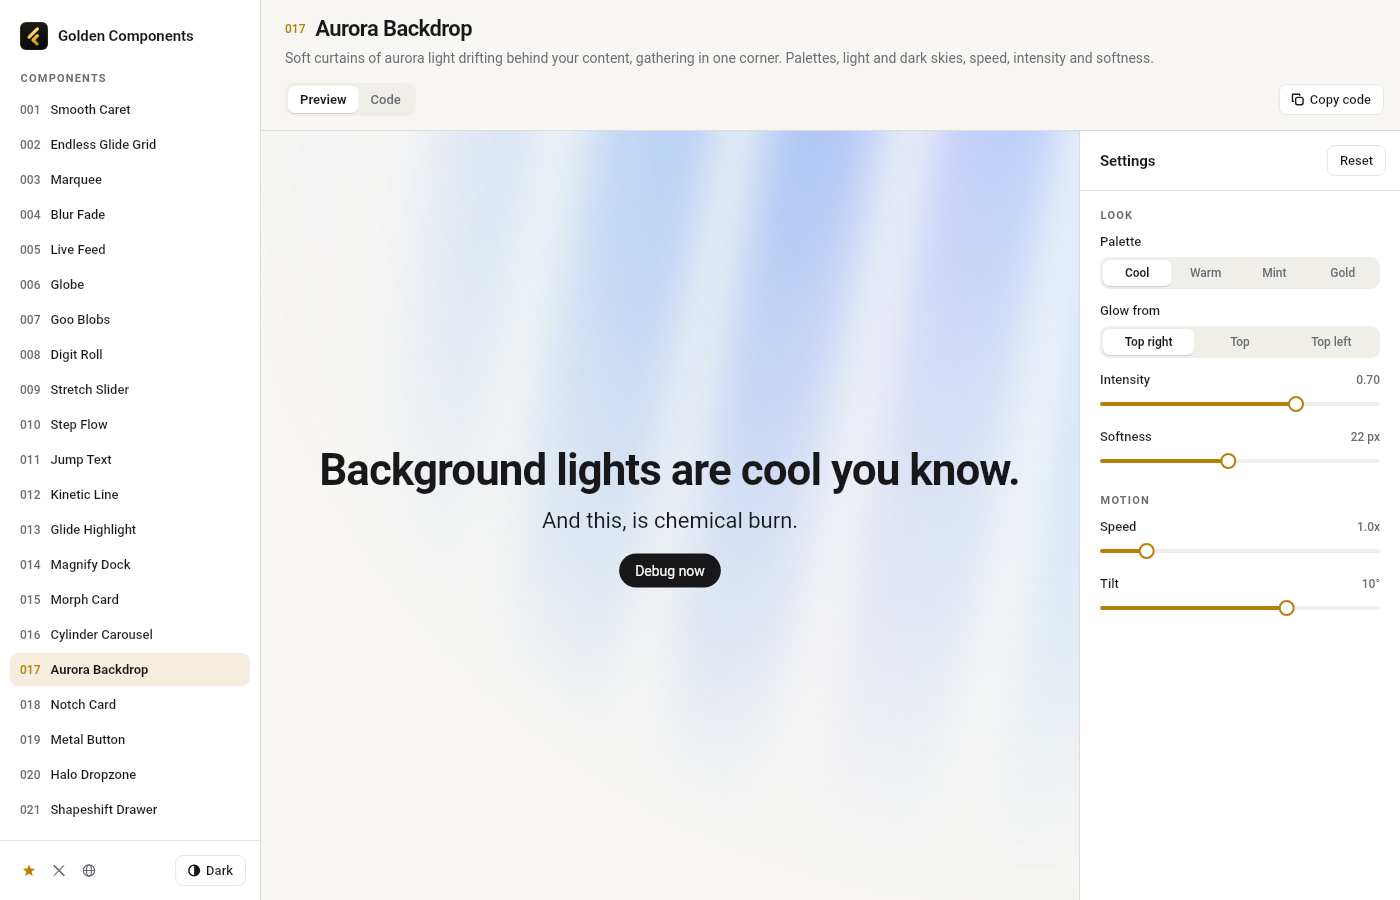 Golden Components
COMPONENTS
001 Smooth Caret
002 Endless Glide Grid
003 Marquee
004 Blur Fade
005 Live Feed
006 Globe
007 Goo Blobs
008 Digit Roll
009 Stretch Slider
010 Step Flow
011 Jump Text
012 Kinetic Line
013 Glide Highlight
014 Magnify Dock
015 Morph Card
016 Cylinder Carousel
017 Aurora Backdrop
018 Notch Card
019 Metal Button
020 Halo Dropzone
021 Shapeshift Drawer
Dark
017 Aurora Backdrop
Soft curtains of aurora light drifting behind your content, gathering in one corner. Palettes, light and dark skies, speed, intensity and softness.
Preview Code
Copy code
Background lights are cool you know.
And this, is chemical burn.
Debug now
Settings
Reset
LOOK
Palette
Cool Warm Mint Gold
Glow from
Top right Top Top left
Intensity 0.70
Softness 22 px
MOTION
Speed 1.0x
Tilt 10°